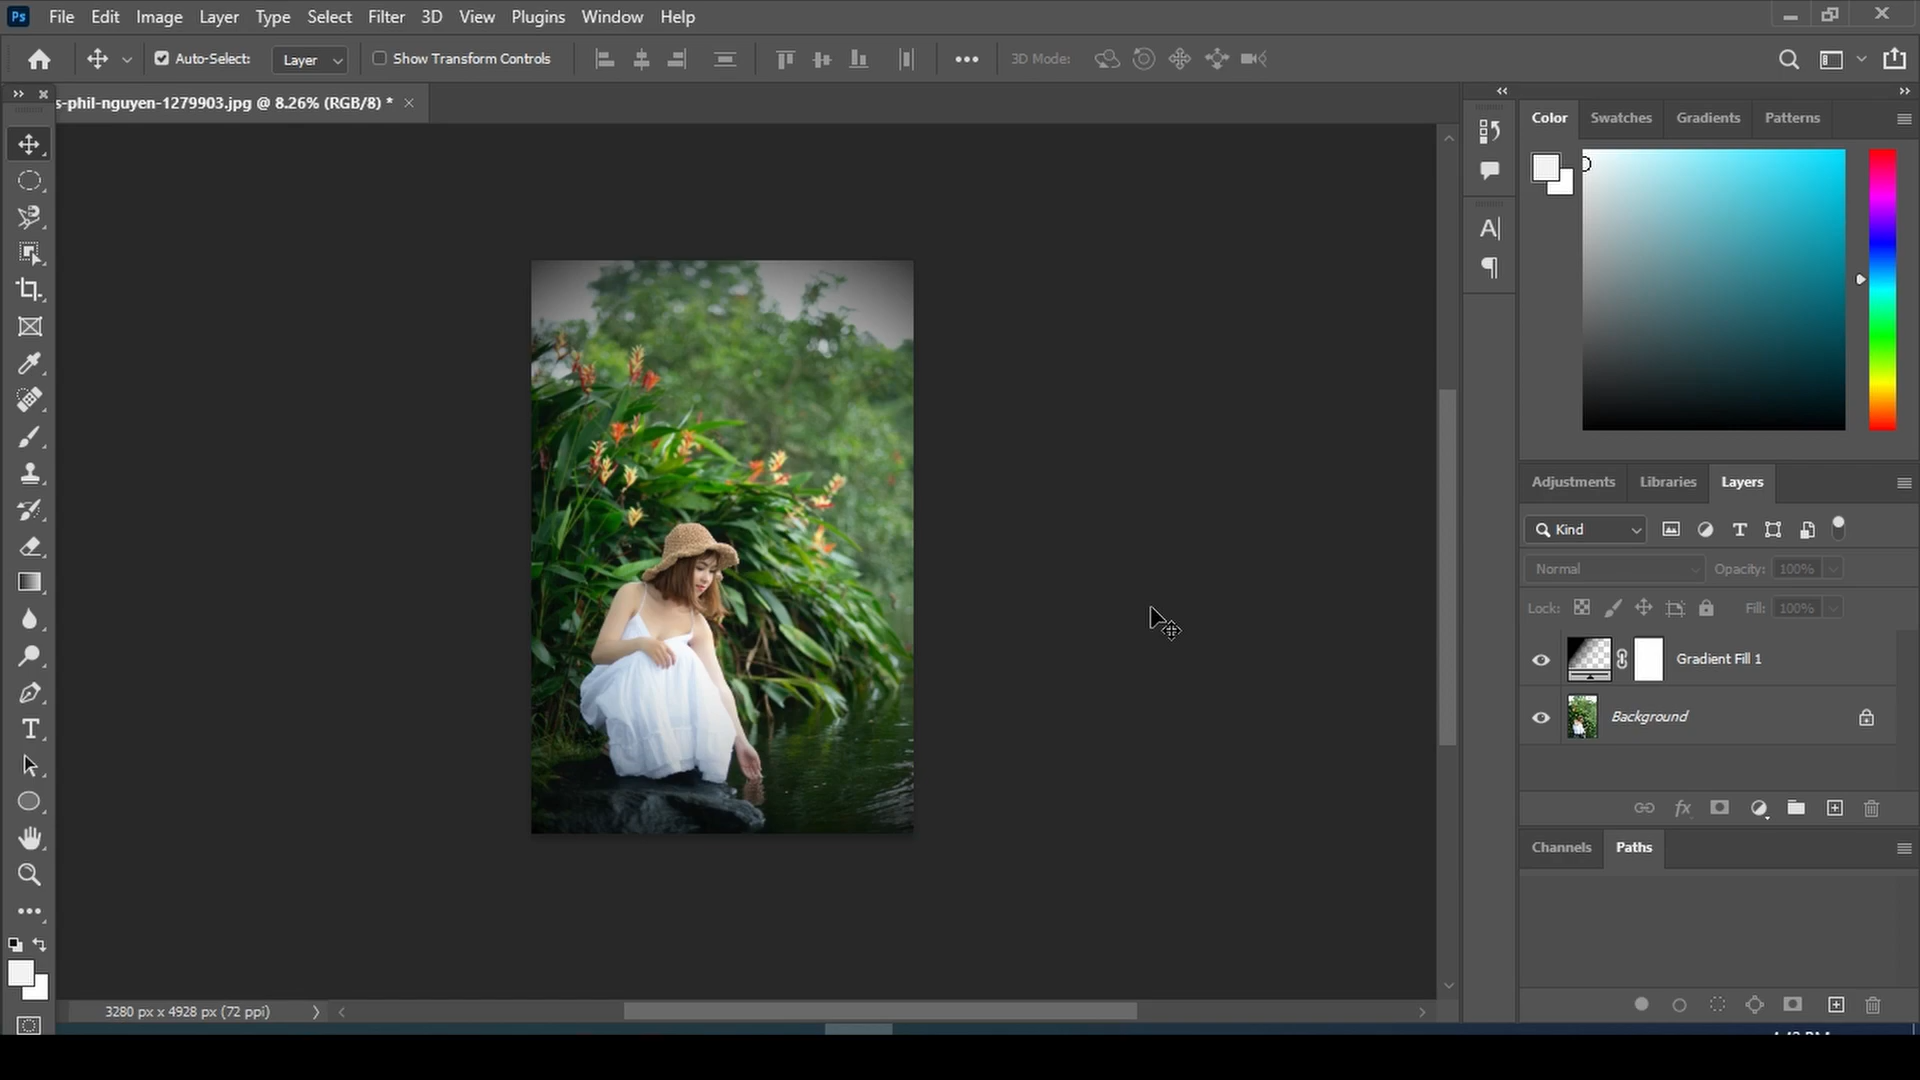 Ps File Edit Image Layer Type Select Filter 3D View Plugins Window Help
Auto-Select: Layer Show Transform Controls 3D Mode:
s-phil-nguyen-1279903.jpg @ 8.26% (RGB/8) *
Color Swatches Gradients Patterns
Adjustments Libraries Layers
Kind
Normal Opacity: 100%
Lock: Fill: 100%
Gradient Fill 1
Background
Channels Paths
3280 px x 4928 px (72 ppi)